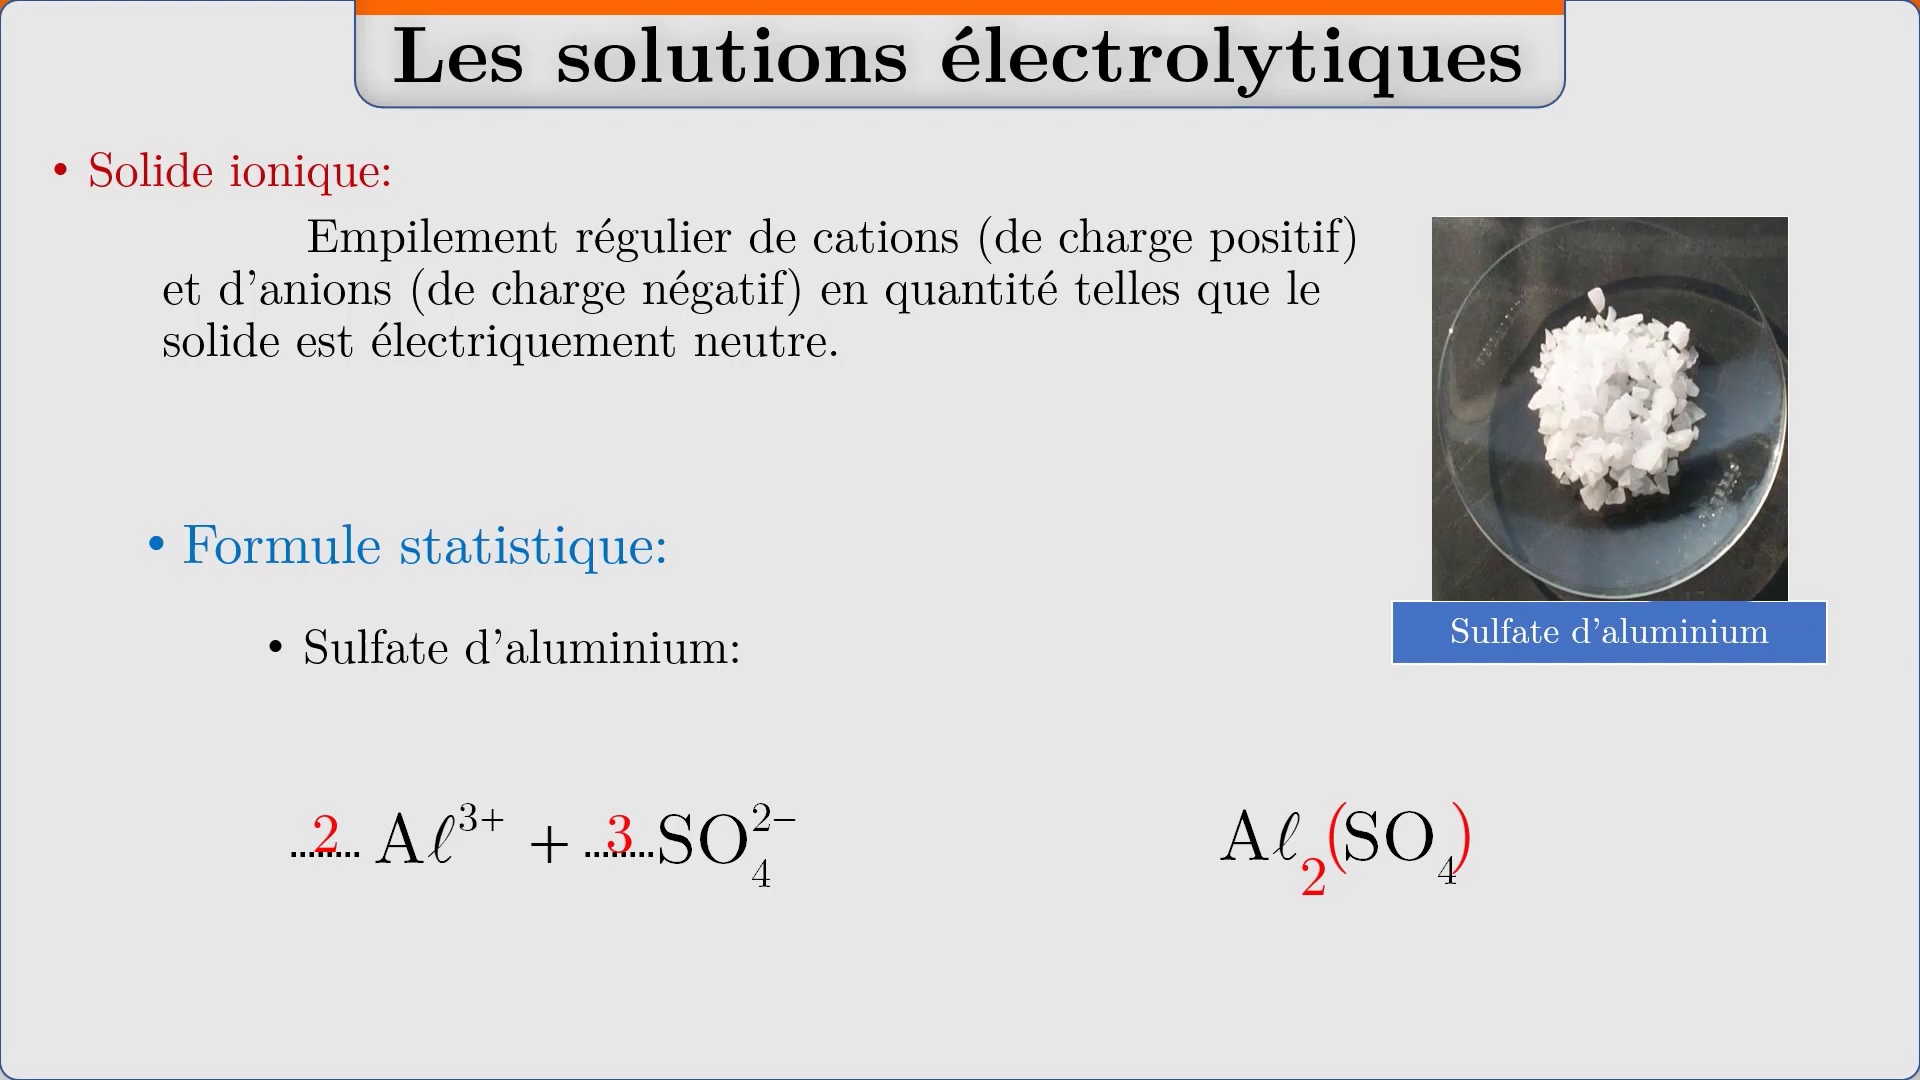 Les solutions électrolytiques
• Solide ionique:
Empilement régulier de cations (de charge positif)
et d'anions (de charge négatif) en quantité telles que le
solide est électriquement neutre.
• Formule statistique:
Sulfate d'aluminium
• Sulfate d'aluminium:
...2... Aℓ³⁺ + ...3...SO₄²⁻
Aℓ₂(SO₄)